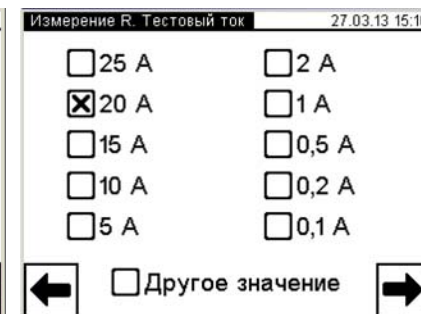 Измерение R. Тестовый ток 27.03.13 15:1
25 А 2 А
20 А 1 А
15 А 0,5 А
10 А 0,2 А
5 А 0,1 А
Другое значение